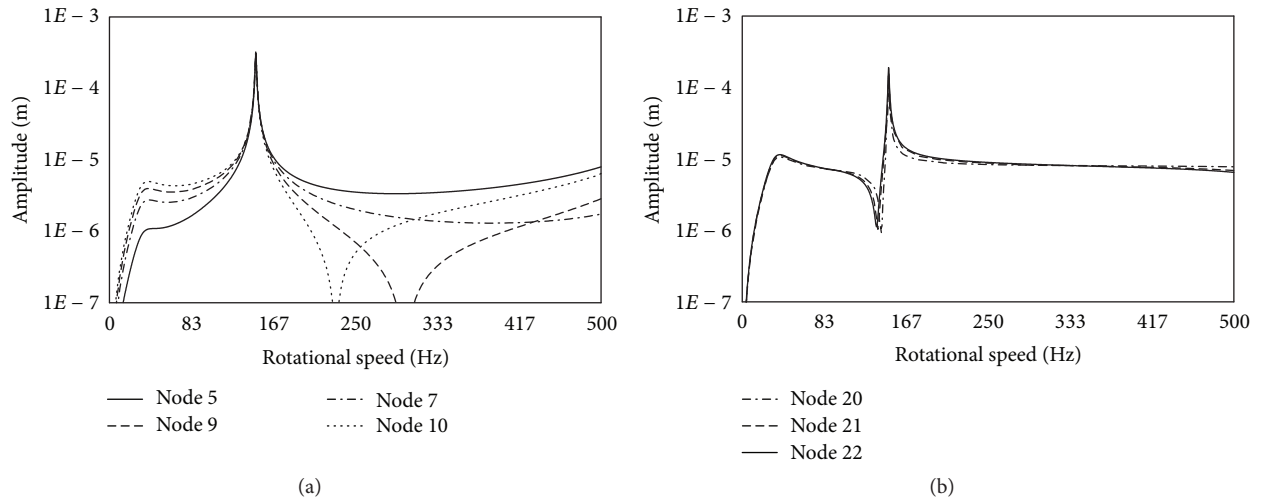 1E − 3
1E − 4
1E − 5
1E − 6
1E − 7
Amplitude (m)
0 83 167 250 333 417 500
Rotational speed (Hz)
Node 5
Node 9
Node 7
Node 10
(a)
1E − 3
1E − 4
1E − 5
1E − 6
1E − 7
Amplitude (m)
0 83 167 250 333 417 500
Rotational speed (Hz)
Node 20
Node 21
Node 22
(b)